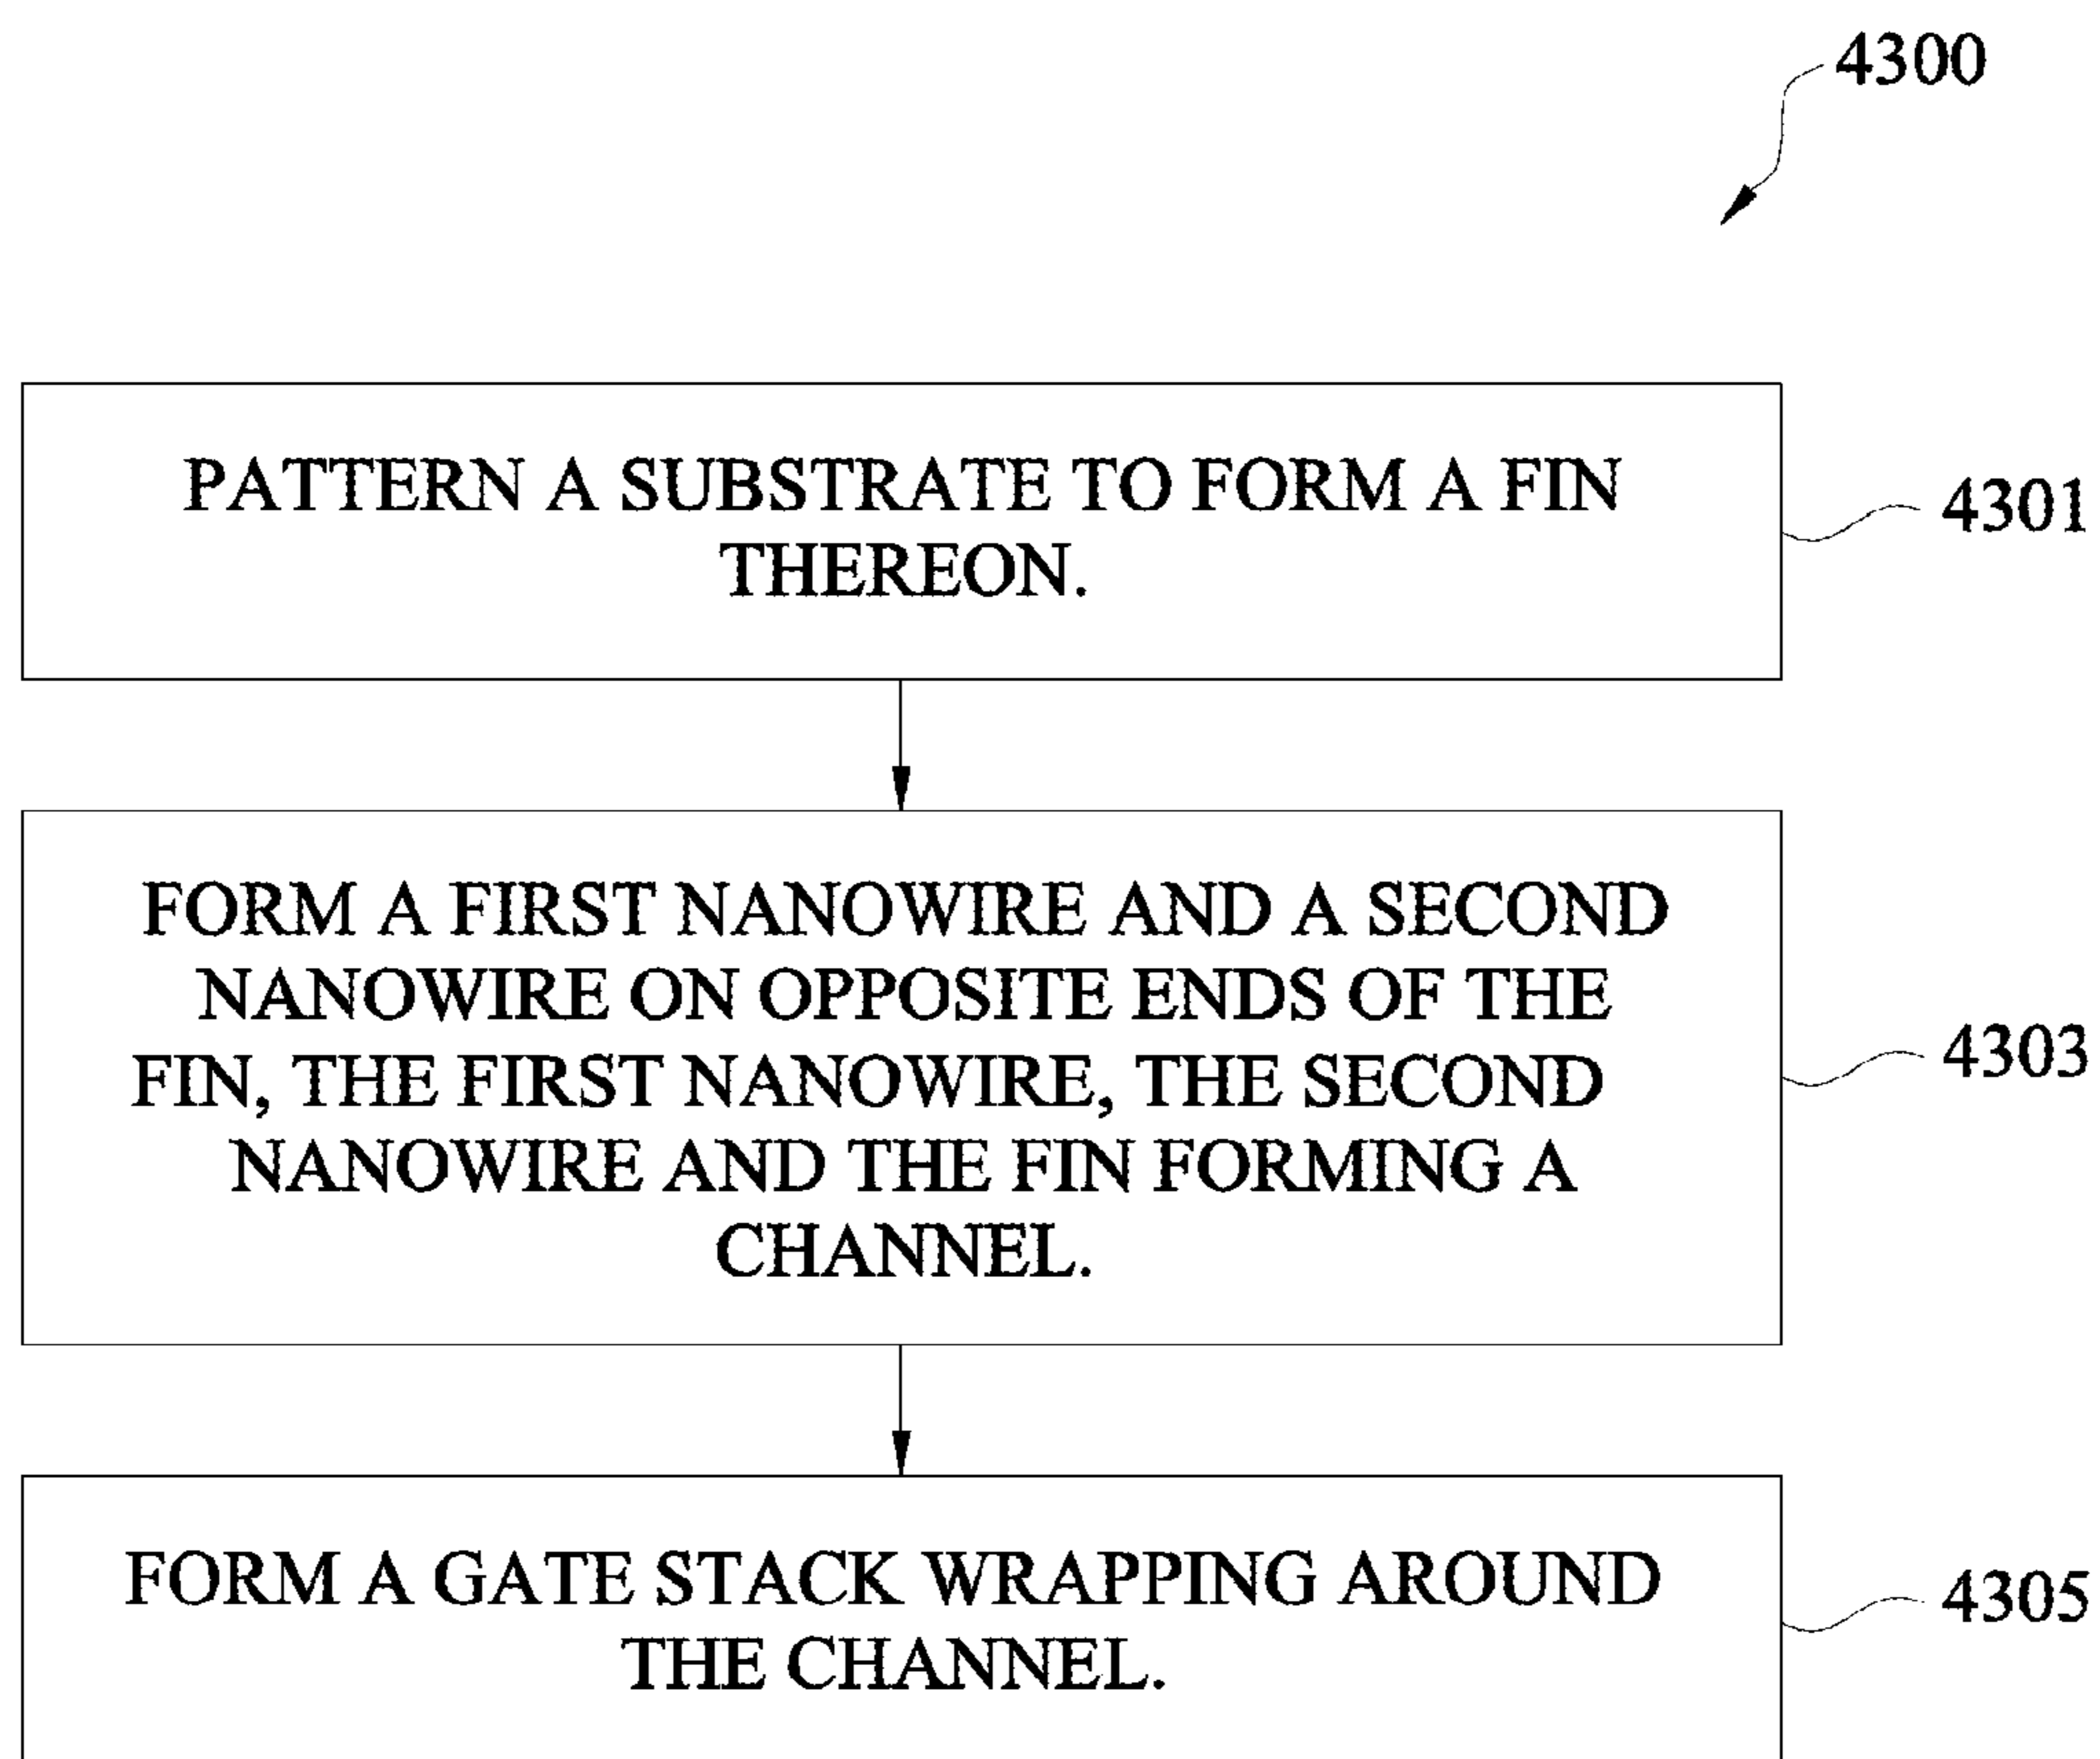 4300
PATTERN A SUBSTRATE TO FORM A FIN
THEREON.
4301
FORM A FIRST NANOWIRE AND A SECOND
NANOWIRE ON OPPOSITE ENDS OF THE
FIN, THE FIRST NANOWIRE, THE SECOND
NANOWIRE AND THE FIN FORMING A
CHANNEL.
4303
FORM A GATE STACK WRAPPING AROUND
THE CHANNEL.
4305